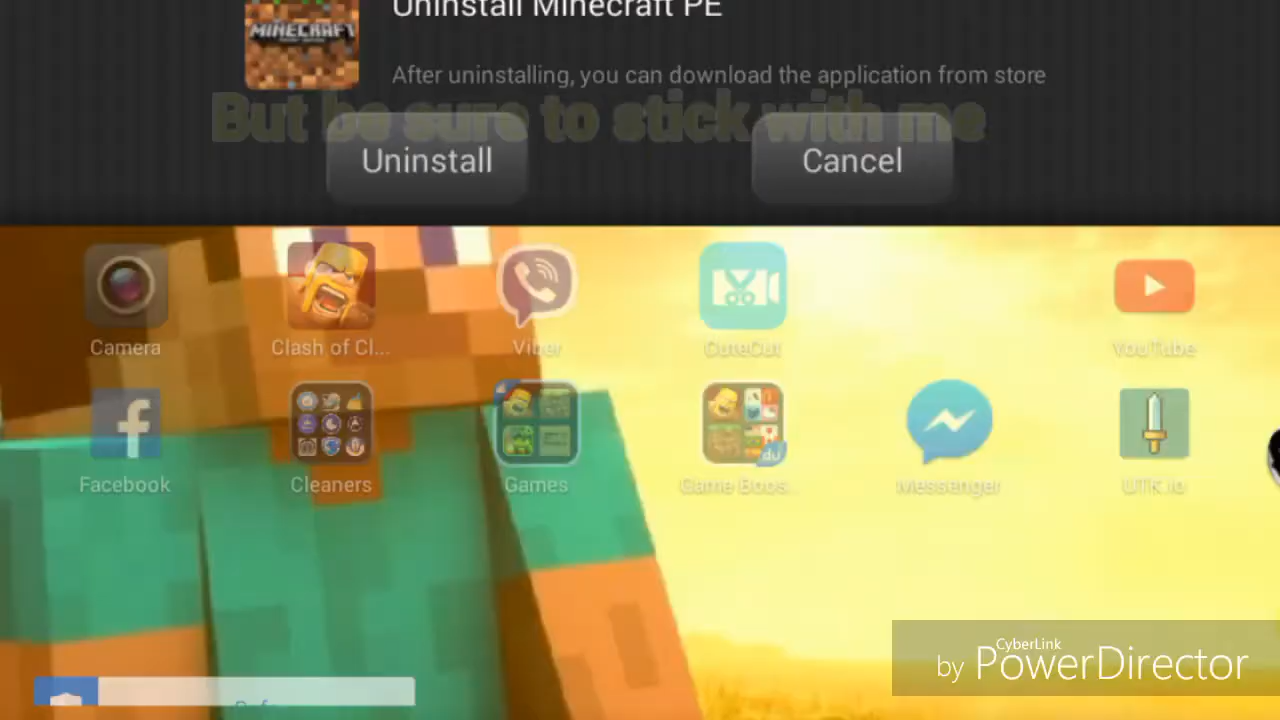 Uninstall Minecraft PE
MINECRAFT
After uninstalling, you can download the application from store
But be sure to stick with me
Uninstall
Cancel
Camera
Clash of Cl...
Viber
CuteCut
YouTube
Facebook
Cleaners
Games
du
Game Boos..
Messenger
UTK.io
CyberLink
by PowerDirector